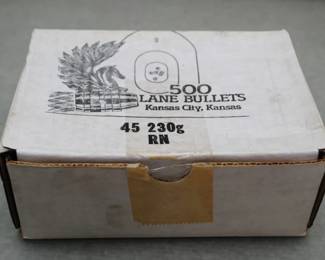 500
LANE BULLETS
Kansas City, Kansas
45 230g
RN